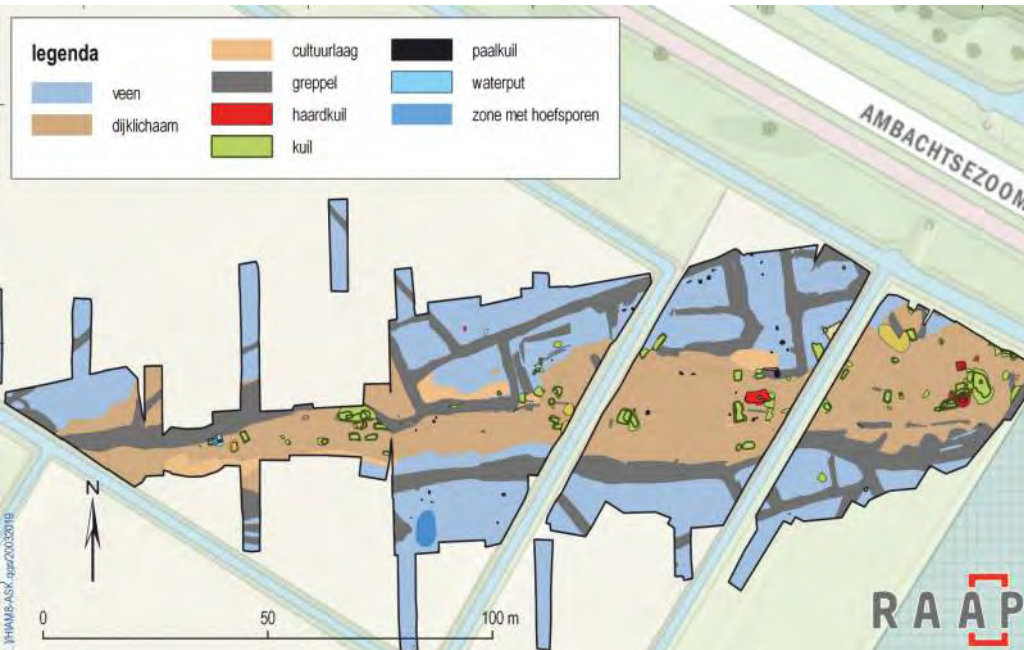 legenda
veen
dijklichaam
cultuurlaag
greppel
haardkuil
kuil
paalkuil
waterput
zone met hoefsporen
AMBACHTSEZOOM
N
0 50 100 m
RAAP